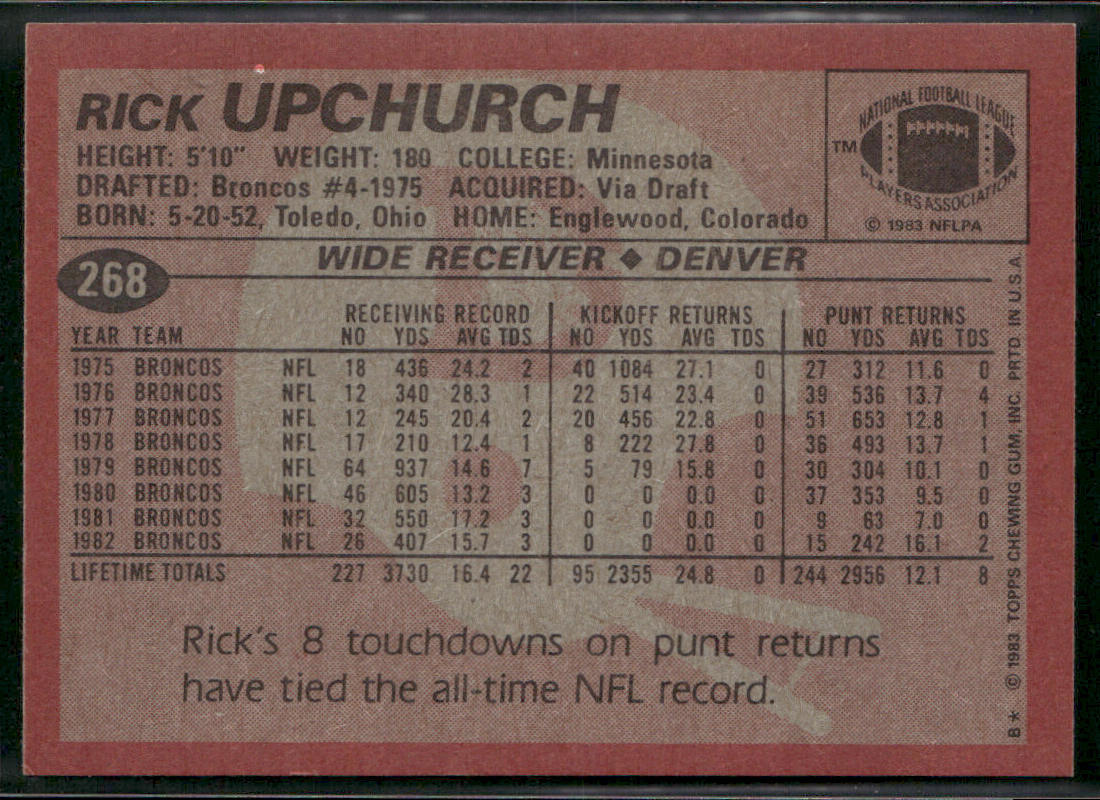 RICK UPCHURCH
HEIGHT: 5'10" WEIGHT: 180 COLLEGE: Minnesota
DRAFTED: Broncos #4-1975 ACQUIRED: Via Draft
BORN: 5-20-52, Toledo, Ohio HOME: Englewood, Colorado
NATIONAL FOOTBALL LEAGUE
TM
PLAYERS ASSOCIATION
© 1983 NFLPA
WIDE RECEIVER ◆ DENVER
268
RECEIVING RECORD KICKOFF RETURNS PUNT RETURNS
YEAR TEAM NO YDS AVG TDS NO YDS AVG TDS NO YDS AVG TDS
1975 BRONCOS NFL 18 436 24.2 2 40 1084 27.1 0 27 312 11.6 0
1976 BRONCOS NFL 12 340 28.3 1 22 514 23.4 0 39 536 13.7 4
1977 BRONCOS NFL 12 245 20.4 2 20 456 22.8 0 51 653 12.8 1
1978 BRONCOS NFL 17 210 12.4 1 8 222 27.8 0 36 493 13.7 1
1979 BRONCOS NFL 64 937 14.6 7 5 79 15.8 0 30 304 10.1 0
1980 BRONCOS NFL 46 605 13.2 3 0 0 0.0 0 37 353 9.5 0
1981 BRONCOS NFL 32 550 17.2 3 0 0 0.0 0 9 63 7.0 0
1982 BRONCOS NFL 26 407 15.7 3 0 0 0.0 0 15 242 16.1 2
LIFETIME TOTALS 227 3730 16.4 22 95 2355 24.8 0 244 2956 12.1 8
Rick's 8 touchdowns on punt returns
have tied the all-time NFL record.
B* © 1983 TOPPS CHEWING GUM, INC. PRTD. IN U.S.A.